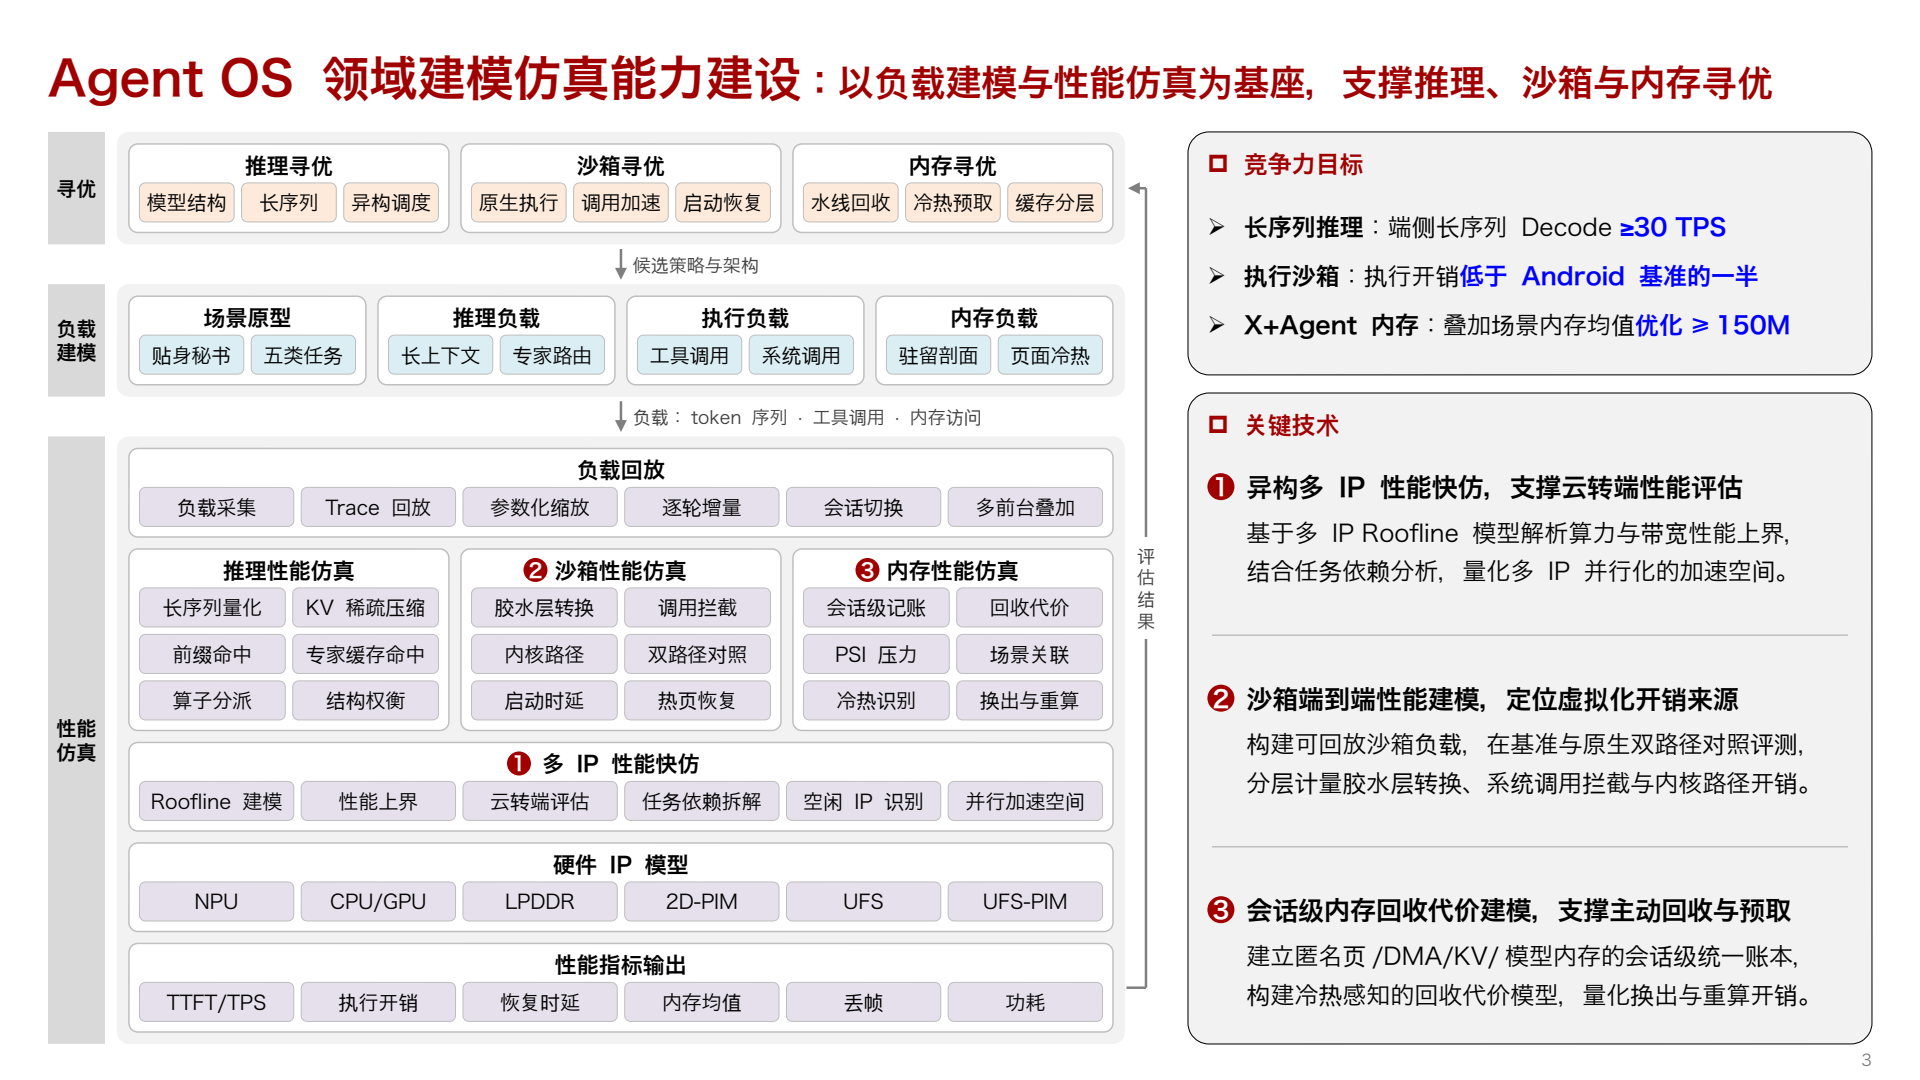 Agent OS 领域建模仿真能力建设：以负载建模与性能仿真为基座，支撑推理、沙箱与内存寻优
寻优
推理寻优
模型结构 长序列 异构调度
沙箱寻优
原生执行 调用加速 启动恢复
内存寻优
水线回收 冷热预取 缓存分层
候选策略与架构
负载
建模
场景原型
贴身秘书 五类任务
推理负载
长上下文 专家路由
执行负载
工具调用 系统调用
内存负载
驻留剖面 页面冷热
负载：token 序列 · 工具调用 · 内存访问
性能
仿真
负载回放
负载采集 Trace 回放 参数化缩放 逐轮增量 会话切换 多前台叠加
推理性能仿真
长序列量化 KV 稀疏压缩
前缀命中 专家缓存命中
算子分派 结构权衡
❷ 沙箱性能仿真
胶水层转换 调用拦截
内核路径 双路径对照
启动时延 热页恢复
❸ 内存性能仿真
会话级记账 回收代价
PSI 压力 场景关联
冷热识别 换出与重算
❶ 多 IP 性能快仿
Roofline 建模 性能上界 云转端评估 任务依赖拆解 空闲 IP 识别 并行加速空间
硬件 IP 模型
NPU CPU/GPU LPDDR 2D-PIM UFS UFS-PIM
性能指标输出
TTFT/TPS 执行开销 恢复时延 内存均值 丢帧 功耗
评
估
结
果
竞争力目标
➢ 长序列推理：端侧长序列 Decode ≥30 TPS
➢ 执行沙箱：执行开销低于 Android 基准的一半
➢ X+Agent 内存：叠加场景内存均值优化 ≥ 150M
关键技术
❶ 异构多 IP 性能快仿，支撑云转端性能评估
基于多 IP Roofline 模型解析算力与带宽性能上界，
结合任务依赖分析，量化多 IP 并行化的加速空间。
❷ 沙箱端到端性能建模，定位虚拟化开销来源
构建可回放沙箱负载，在基准与原生双路径对照评测，
分层计量胶水层转换、系统调用拦截与内核路径开销。
❸ 会话级内存回收代价建模，支撑主动回收与预取
建立匿名页 /DMA/KV/ 模型内存的会话级统一账本，
构建冷热感知的回收代价模型，量化换出与重算开销。
3